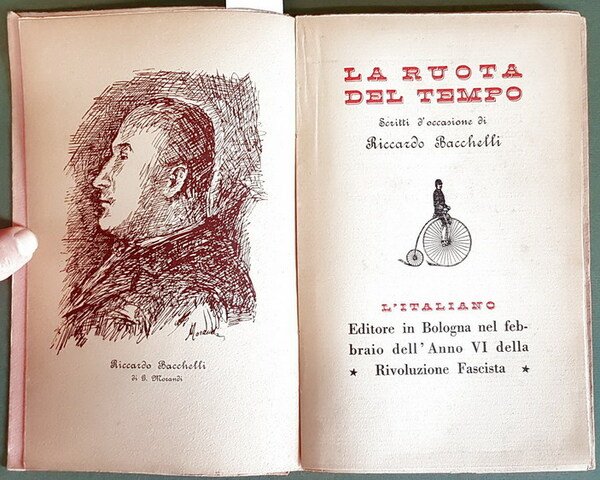 Morandi
Riccardo Bacchelli
di G. Morandi
LA RUOTA
DEL TEMPO
Scritti d'occasione di
Riccardo Bacchelli
L'ITALIANO
Editore in Bologna nel feb-
braio dell'Anno VI della
★ Rivoluzione Fascista ★